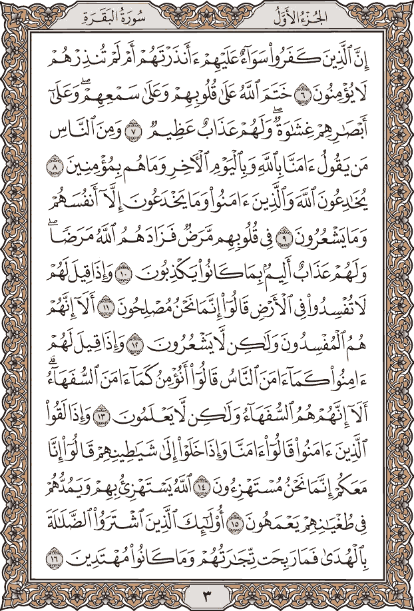 الجُزْءُ الأَوَّلُ
سُورَةُ البَقَرَةِ
إِنَّ ٱلَّذِينَ كَفَرُوا۟ سَوَآءٌ عَلَيْهِمْ ءَأَنذَرْتَهُمْ أَمْ لَمْ تُنذِرْهُمْ
لَا يُؤْمِنُونَ ٦ خَتَمَ ٱللَّهُ عَلَىٰ قُلُوبِهِمْ وَعَلَىٰ سَمْعِهِمْ ۖ وَعَلَىٰٓ
أَبْصَٰرِهِمْ غِشَٰوَةٌ ۖ وَلَهُمْ عَذَابٌ عَظِيمٌ ٧ وَمِنَ ٱلنَّاسِ
مَن يَقُولُ ءَامَنَّا بِٱللَّهِ وَبِٱلْيَوْمِ ٱلْـَٔاخِرِ وَمَا هُم بِمُؤْمِنِينَ ٨
يُخَٰدِعُونَ ٱللَّهَ وَٱلَّذِينَ ءَامَنُوا۟ وَمَا يَخْدَعُونَ إِلَّآ أَنفُسَهُمْ
وَمَا يَشْعُرُونَ ٩ فِى قُلُوبِهِم مَّرَضٌ فَزَادَهُمُ ٱللَّهُ مَرَضًا ۖ
وَلَهُمْ عَذَابٌ أَلِيمٌۢ بِمَا كَانُوا۟ يَكْذِبُونَ ١٠ وَإِذَا قِيلَ لَهُمْ
لَا تُفْسِدُوا۟ فِى ٱلْأَرْضِ قَالُوٓا۟ إِنَّمَا نَحْنُ مُصْلِحُونَ ١١ أَلَآ إِنَّهُمْ
هُمُ ٱلْمُفْسِدُونَ وَلَٰكِن لَّا يَشْعُرُونَ ١٢ وَإِذَا قِيلَ لَهُمْ
ءَامِنُوا۟ كَمَآ ءَامَنَ ٱلنَّاسُ قَالُوٓا۟ أَنُؤْمِنُ كَمَآ ءَامَنَ ٱلسُّفَهَآءُ ۗ
أَلَآ إِنَّهُمْ هُمُ ٱلسُّفَهَآءُ وَلَٰكِن لَّا يَعْلَمُونَ ١٣ وَإِذَا لَقُوا۟
ٱلَّذِينَ ءَامَنُوا۟ قَالُوٓا۟ ءَامَنَّا وَإِذَا خَلَوْا۟ إِلَىٰ شَيَٰطِينِهِمْ قَالُوٓا۟ إِنَّا
مَعَكُمْ إِنَّمَا نَحْنُ مُسْتَهْزِءُونَ ١٤ ٱللَّهُ يَسْتَهْزِئُ بِهِمْ وَيَمُدُّهُمْ
فِى طُغْيَٰنِهِمْ يَعْمَهُونَ ١٥ أُو۟لَٰٓئِكَ ٱلَّذِينَ ٱشْتَرَوُا۟ ٱلضَّلَٰلَةَ
بِٱلْهُدَىٰ فَمَا رَبِحَت تِّجَٰرَتُهُمْ وَمَا كَانُوا۟ مُهْتَدِينَ ١٦
٣